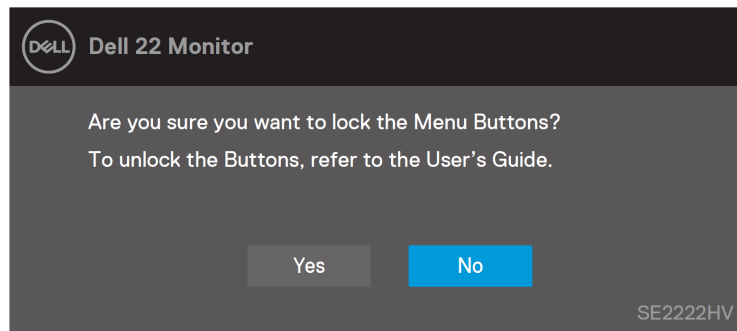 DELL
Dell 22 Monitor
Are you sure you want to lock the Menu Buttons?
To unlock the Buttons, refer to the User’s Guide.
Yes
No
SE2222HV